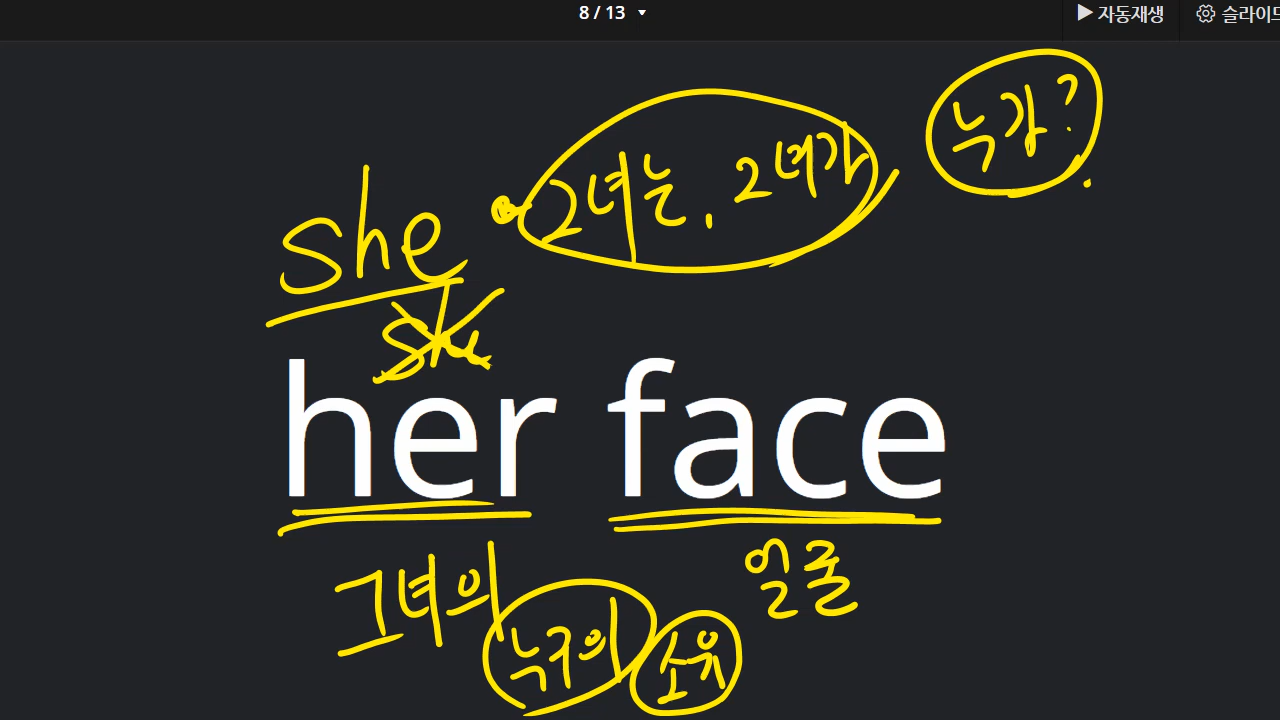 8 / 13
▶ 자동재생
슬라이드
누가?
she 그녀는, 그녀가
she
her face
그녀의 얼굴
누구의 소유